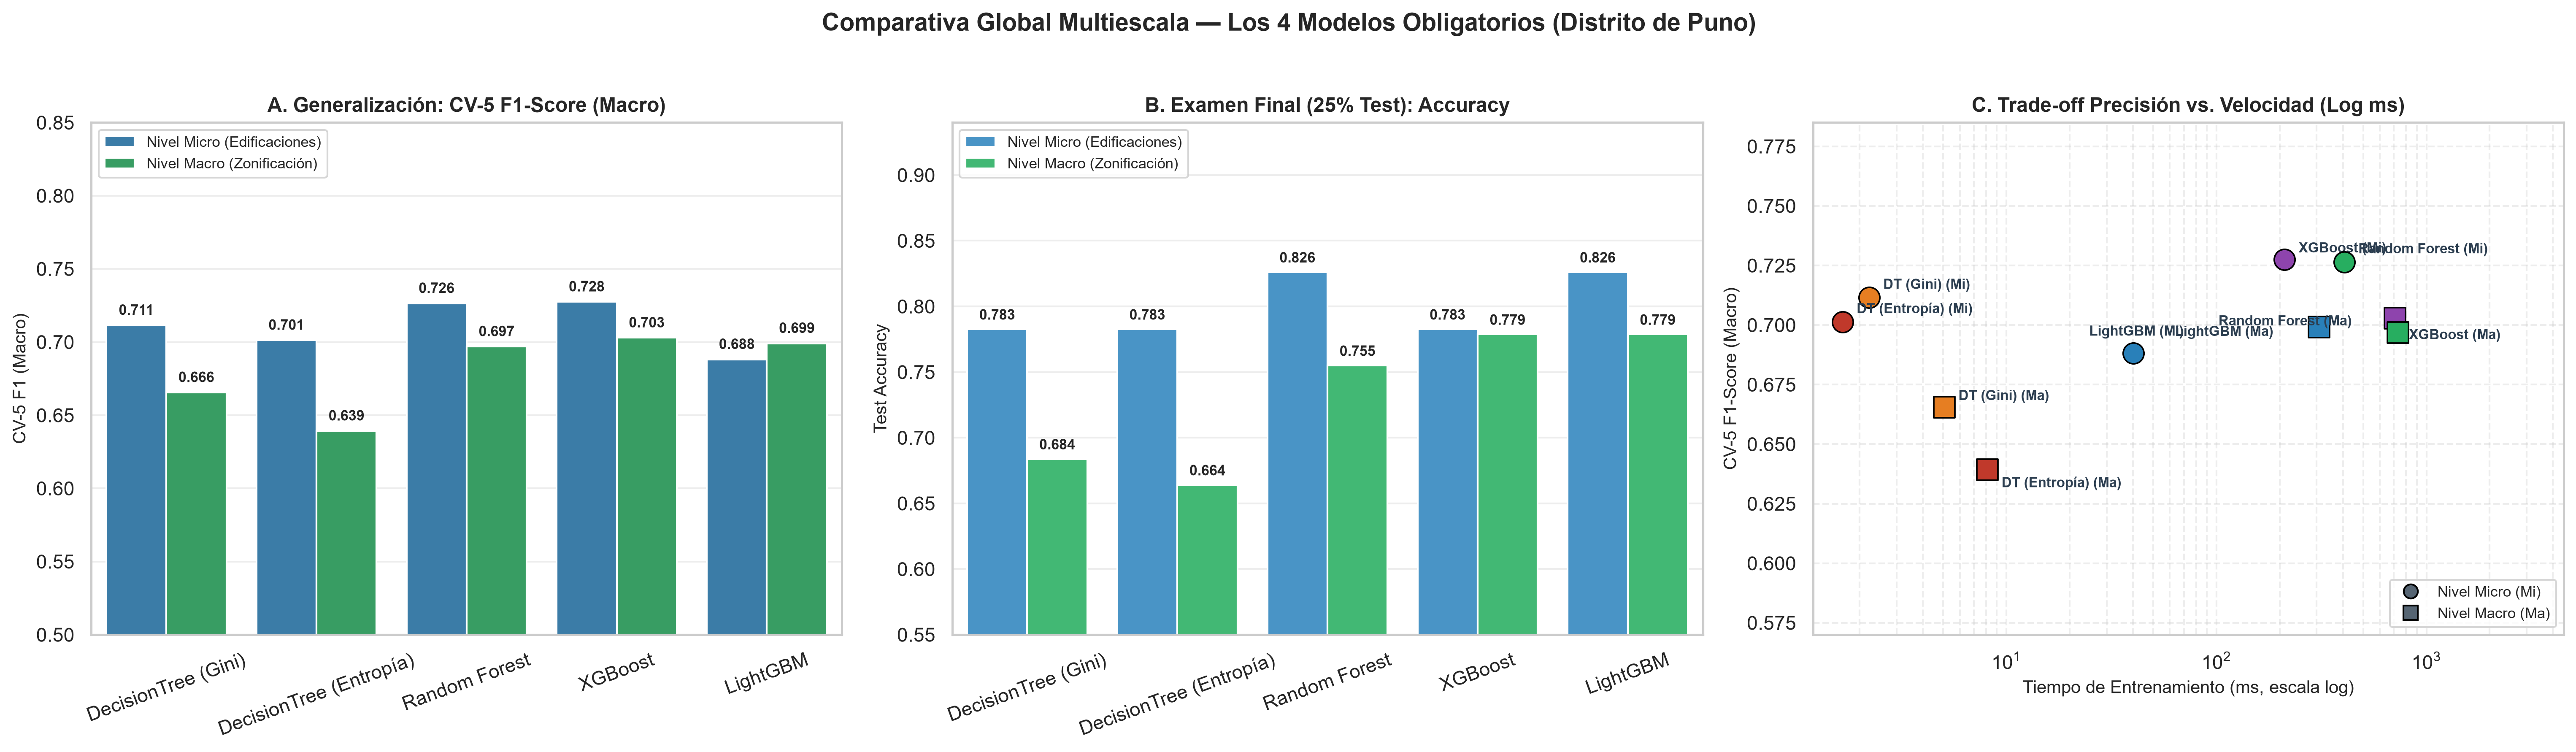 Comparativa Global Multiescala — Los 4 Modelos Obligatorios (Distrito de Puno)
A. Generalización: CV-5 F1-Score (Macro)
CV-5 F1 (Macro)
0.85
0.80
0.75
0.70
0.65
0.60
0.55
0.50
Nivel Micro (Edificaciones)
Nivel Macro (Zonificación)
0.711
0.666
0.701
0.639
0.726
0.697
0.728
0.703
0.688
0.699
DecisionTree (Gini)
DecisionTree (Entropía)
Random Forest
XGBoost
LightGBM
B. Examen Final (25% Test): Accuracy
Test Accuracy
0.90
0.85
0.80
0.75
0.70
0.65
0.60
0.55
Nivel Micro (Edificaciones)
Nivel Macro (Zonificación)
0.783
0.684
0.783
0.664
0.826
0.755
0.783
0.779
0.826
0.779
DecisionTree (Gini)
DecisionTree (Entropía)
Random Forest
XGBoost
LightGBM
C. Trade-off Precisión vs. Velocidad (Log ms)
CV-5 F1-Score (Macro)
0.775
0.750
0.725
0.700
0.675
0.650
0.625
0.600
0.575
XGBoost (Mi)
Random Forest (Mi)
DT (Gini) (Mi)
DT (Entropía) (Mi)
Random Forest (Ma)
LightGBM (Mi)
LightGBM (Ma)
XGBoost (Ma)
DT (Gini) (Ma)
DT (Entropía) (Ma)
Nivel Micro (Mi)
Nivel Macro (Ma)
10¹
10²
10³
Tiempo de Entrenamiento (ms, escala log)